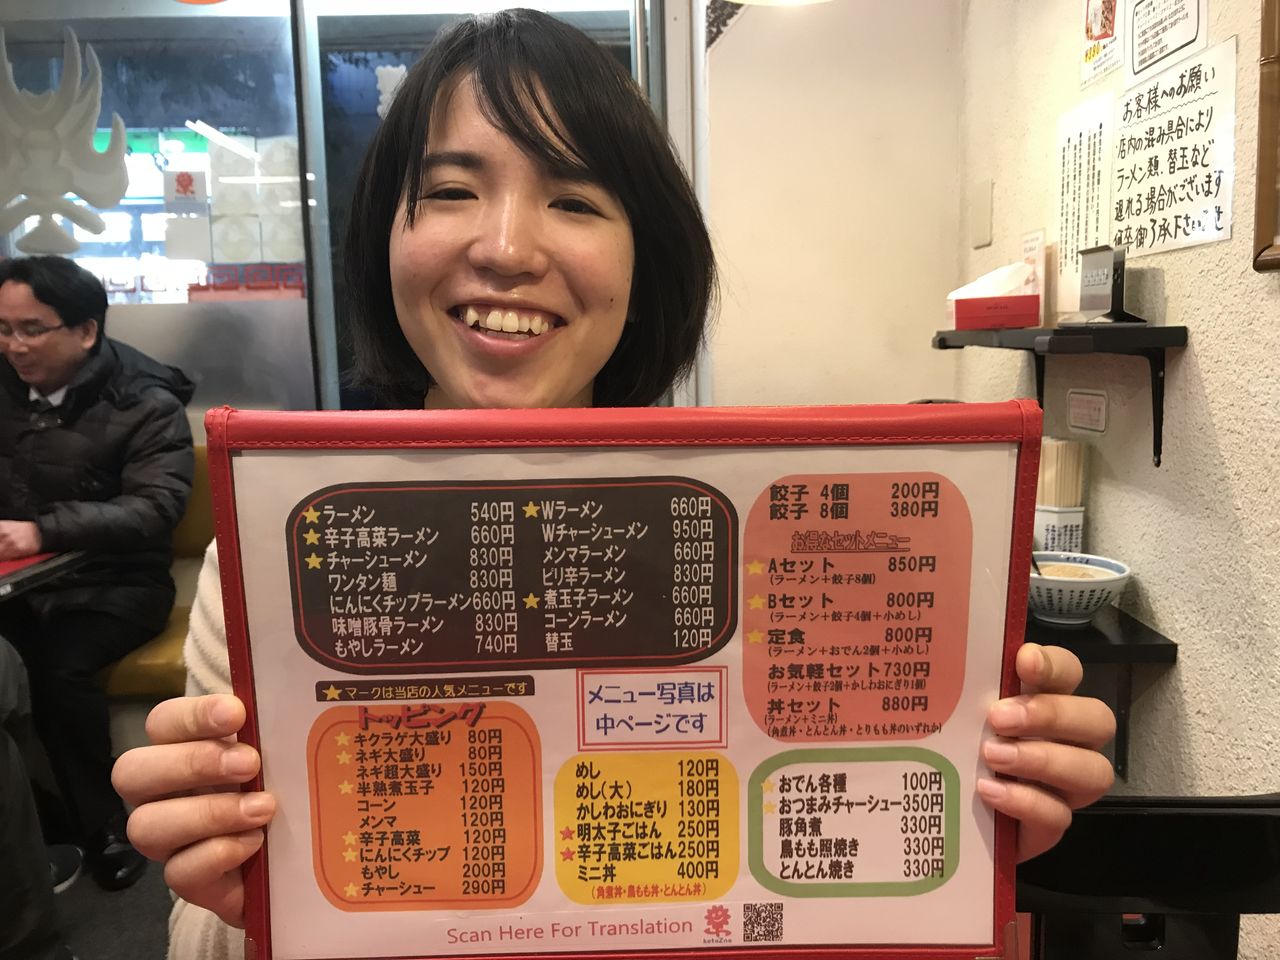 お客様へのお願い
店内の混み具合により
ラーメン類、替玉など
遅れる場合がございます
何卒御了承下さいませ
★ラーメン 540円
★辛子高菜ラーメン 660円
★チャーシューメン 830円
ワンタン麺 830円
にんにくチップラーメン 660円
味噌豚骨ラーメン 830円
もやしラーメン 740円
★Wラーメン 660円
Wチャーシューメン 950円
メンマラーメン 660円
ピリ辛ラーメン 830円
★煮玉子ラーメン 660円
コーンラーメン 660円
替玉 120円
★マークは当店の人気メニューです
餃子 4個 200円
餃子 8個 380円
お得なセットメニュー
★Aセット 850円
(ラーメン+餃子8個)
★Bセット 800円
(ラーメン+餃子4個+小めし)
★定食 800円
(ラーメン+おでん2個+小めし)
お気軽セット 730円
(ラーメン+餃子2個+かしわおにぎり1個)
丼セット 880円
(ラーメン+ミニ丼)
(角煮丼・とんとん丼・とりもも丼のいずれか)
トッピング
★キクラゲ大盛り 80円
★ネギ大盛り 80円
ネギ超大盛り 150円
★半熟煮玉子 120円
コーン 120円
メンマ 120円
★辛子高菜 120円
★にんにくチップ 120円
もやし 200円
★チャーシュー 290円
メニュー写真は
中ページです
めし 120円
めし(大) 180円
かしわおにぎり 130円
★明太子ごはん 250円
★辛子高菜ごはん 250円
ミニ丼 400円
(角煮丼・鳥もも丼・とんとん丼)
★おでん各種 100円
★おつまみチャーシュー 350円
豚角煮 330円
鳥もも照焼き 330円
とんとん焼き 330円
Scan Here For Translation
kotoZna